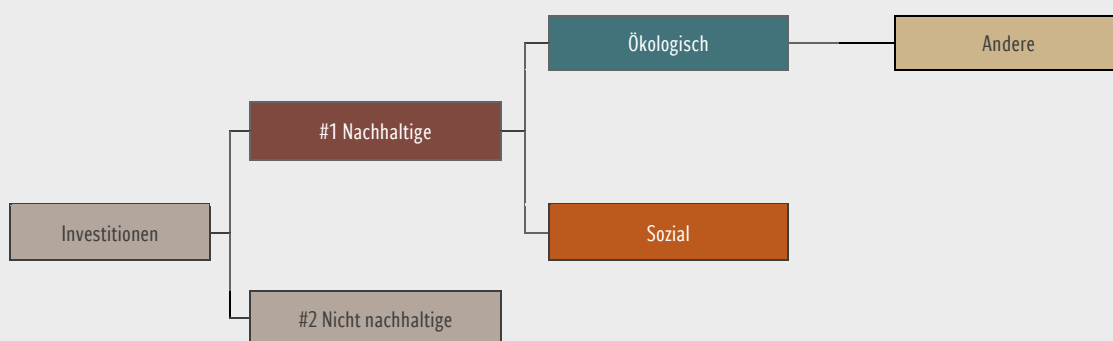 Ökologisch
Andere
#1 Nachhaltige
Investitionen
Sozial
#2 Nicht nachhaltige